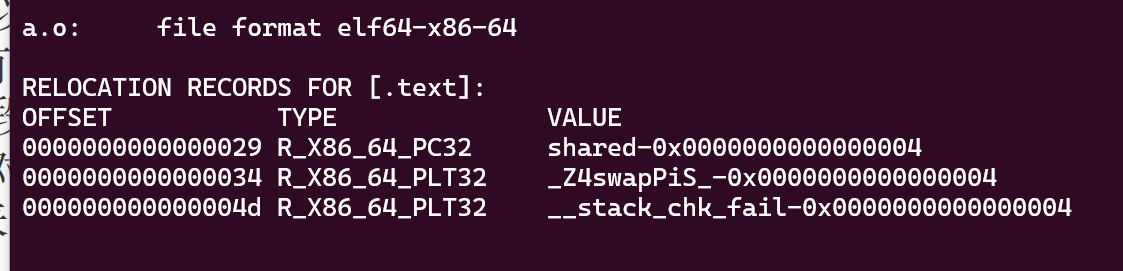 a.o:     file format elf64-x86-64
RELOCATION RECORDS FOR [.text]:
OFFSET           TYPE              VALUE
0000000000000029 R_X86_64_PC32     shared-0x0000000000000004
0000000000000034 R_X86_64_PLT32    _Z4swapPiS_-0x0000000000000004
000000000000004d R_X86_64_PLT32    __stack_chk_fail-0x0000000000000004